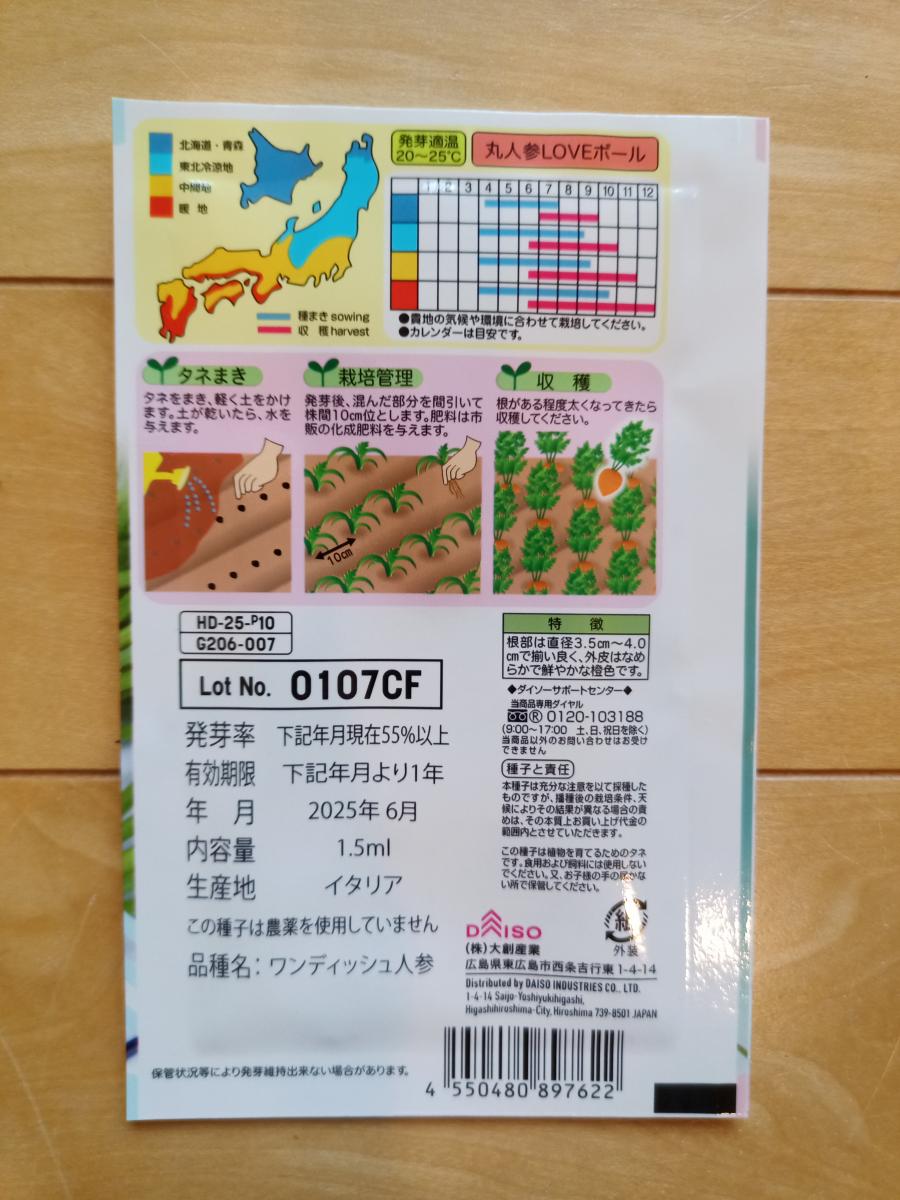 北海道・青森
東北冷涼地
中間地
暖 地
種まき sowing
収 穫 harvest
発芽適温
20～25℃
丸人参LOVEボール
1 2 3 4 5 6 7 8 9 10 11 12
●貴地の気候や環境に合わせて栽培してください。
●カレンダーは目安です。
タネまき
タネをまき、軽く土をかけ
ます。土が乾いたら、水を
与えます。
栽培管理
発芽後、混んだ部分を間引いて
株間10cm位とします。肥料は市
販の化成肥料を与えます。
10cm
収 穫
根がある程度太くなってきたら
収穫してください。
HD-25-P10
G206-007
Lot No. 0107CF
発芽率 下記年月現在55%以上
有効期限 下記年月より1年
年 月 2025年 6月
内容量 1.5ml
生産地 イタリア
この種子は農薬を使用していません
品種名：ワンディッシュ人参
特 徴
根部は直径3.5cm～4.0
cmで揃い良く、外皮はなめ
らかで鮮やかな橙色です。
◆ダイソーサポートセンター◆
当商品専用ダイヤル
® 0120-103188
(9:00～17:00 土、日、祝日を除く)
当商品以外のお問い合わせはお受け
できません
種子と責任
本種子は充分な注意を以て採種した
ものですが、播種後の栽培条件、天
候によりその結果が異なる場合の責
めは、その本質上お買い上げ代金の
範囲内とさせていただきます。
この種子は植物を育てるためのタネ
です。食用および飼料には使用しない
でください。又、お子様の手の届かな
い所で保管してください。
DAISO
紙
外装
(株)大創産業
広島県東広島市西条吉行東 1-4-14
Distributed by DAISO INDUSTRIES CO., LTD.
1-4-14 Saijo-Yoshiyukihigashi,
Higashihiroshima-City, Hiroshima 739-8501 JAPAN
保管状況等により発芽維持出来ない場合があります。
4 550480 897622